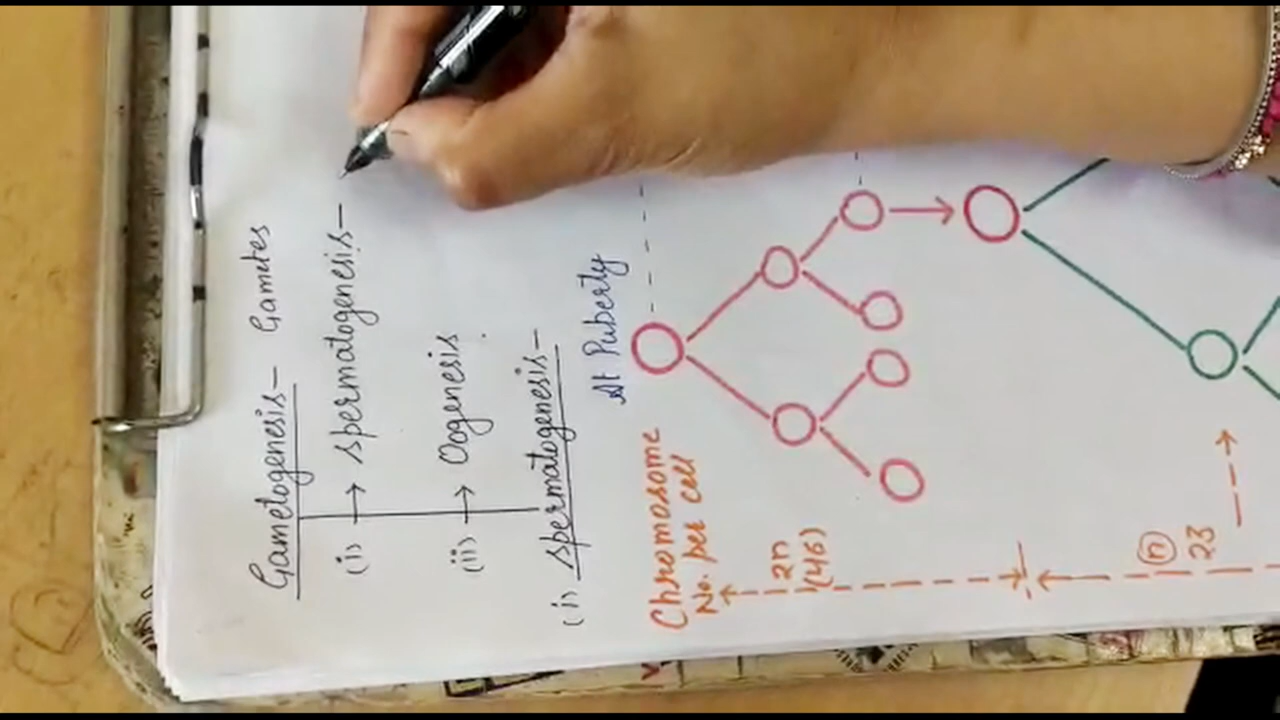 Gametogenesis- Gametes
(i) → spermatogenesis-
(ii) → Oogenesis
(i) spermatogenesis-
At Puberty
Chromosome
No. per cell
2n
(46)
n
23